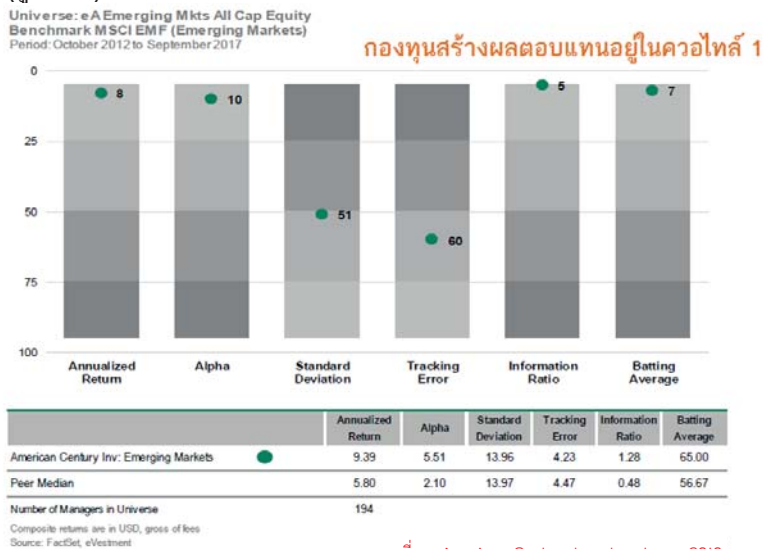 Universe: eA Emerging Mkts All Cap Equity
Benchmark MSCI EMF (Emerging Markets)
Period: October 2012 to September 2017
กองทุนสร้างผลตอบแทนอยู่ในควอไทล์ 1
0
25
50
75
100
8
10
51
60
5
7
Annualized Return
Alpha
Standard Deviation
Tracking Error
Information Ratio
Batting Average
Annualized Return Alpha Standard Deviation Tracking Error Information Ratio Batting Average
American Century Inv: Emerging Markets 9.39 5.51 13.96 4.23 1.28 65.00
Peer Median 5.80 2.10 13.97 4.47 0.48 56.67
Number of Managers in Universe 194
Composite returns are in USD, gross of fees
Source: FactSet, eVestment